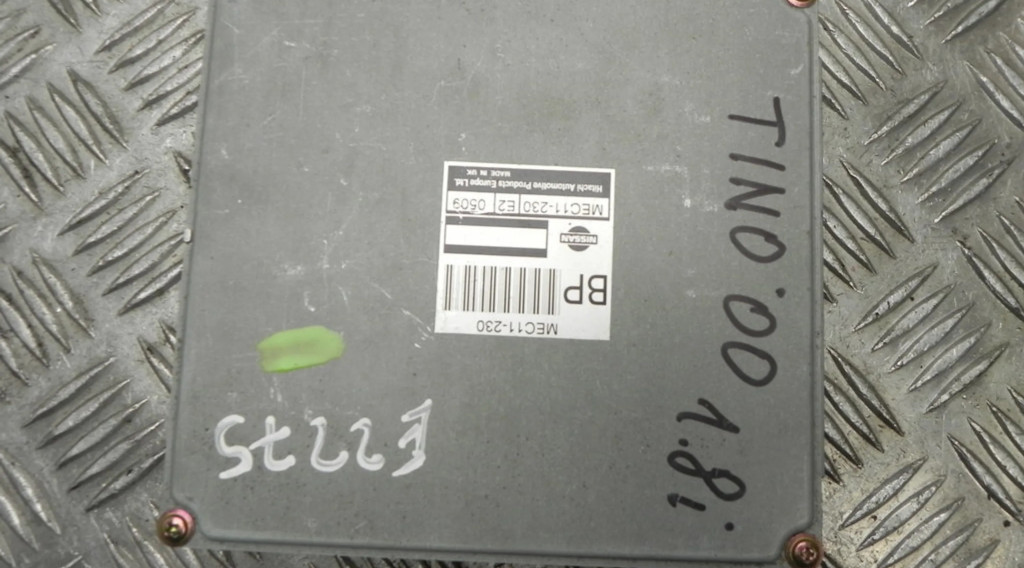 MEC11-230
BP
NISSAN
MEC11-230 E2 0509
Hitachi Automotive Products Europe Ltd.
MADE IN UK
TINO'00 1.8i
E2275